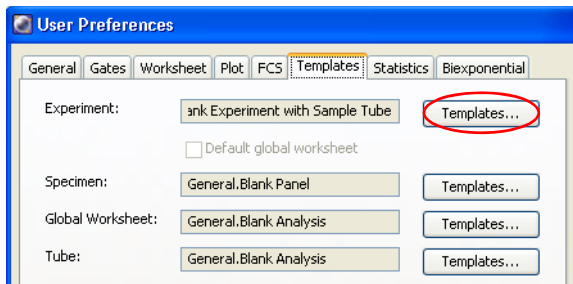 User Preferences
General Gates Worksheet Plot FCS Templates Statistics Biexponential
Experiment: ank Experiment with Sample Tube Templates...
Default global worksheet
Specimen: General.Blank Panel Templates...
Global Worksheet: General.Blank Analysis Templates...
Tube: General.Blank Analysis Templates...